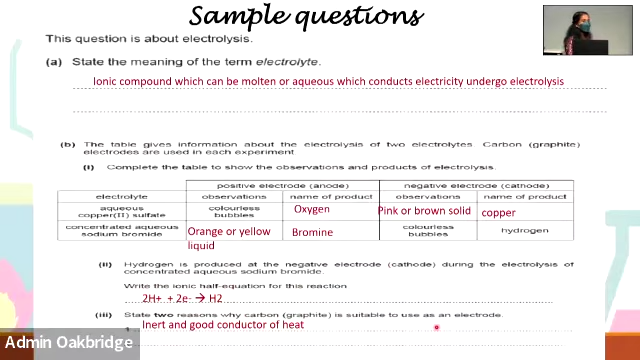 Sample questions
This question is about electrolysis.
(a) State the meaning of the term electrolyte.
Ionic compound which can be molten or aqueous which conducts electricity undergo electrolysis
(b) The table gives information about the electrolysis of two electrolytes. Carbon (graphite)
electrodes are used in each experiment
(i) Complete the table to show the observations and products of electrolysis.
positive electrode (anode) negative electrode (cathode)
electrolyte observations name of product observations name of product
aqueous copper(II) sulfate colourless bubbles Oxygen Pink or brown solid copper
concentrated aqueous sodium bromide Orange or yellow liquid Bromine colourless bubbles hydrogen
(ii) Hydrogen is produced at the negative electrode (cathode) during the electrolysis of
concentrated aqueous sodium bromide.
Write the ionic half-equation for this reaction
2H+ + 2e- → H2
(iii) State two reasons why carbon (graphite) is suitable to use as an electrode.
1 Inert and good conductor of heat
Admin Oakbridge